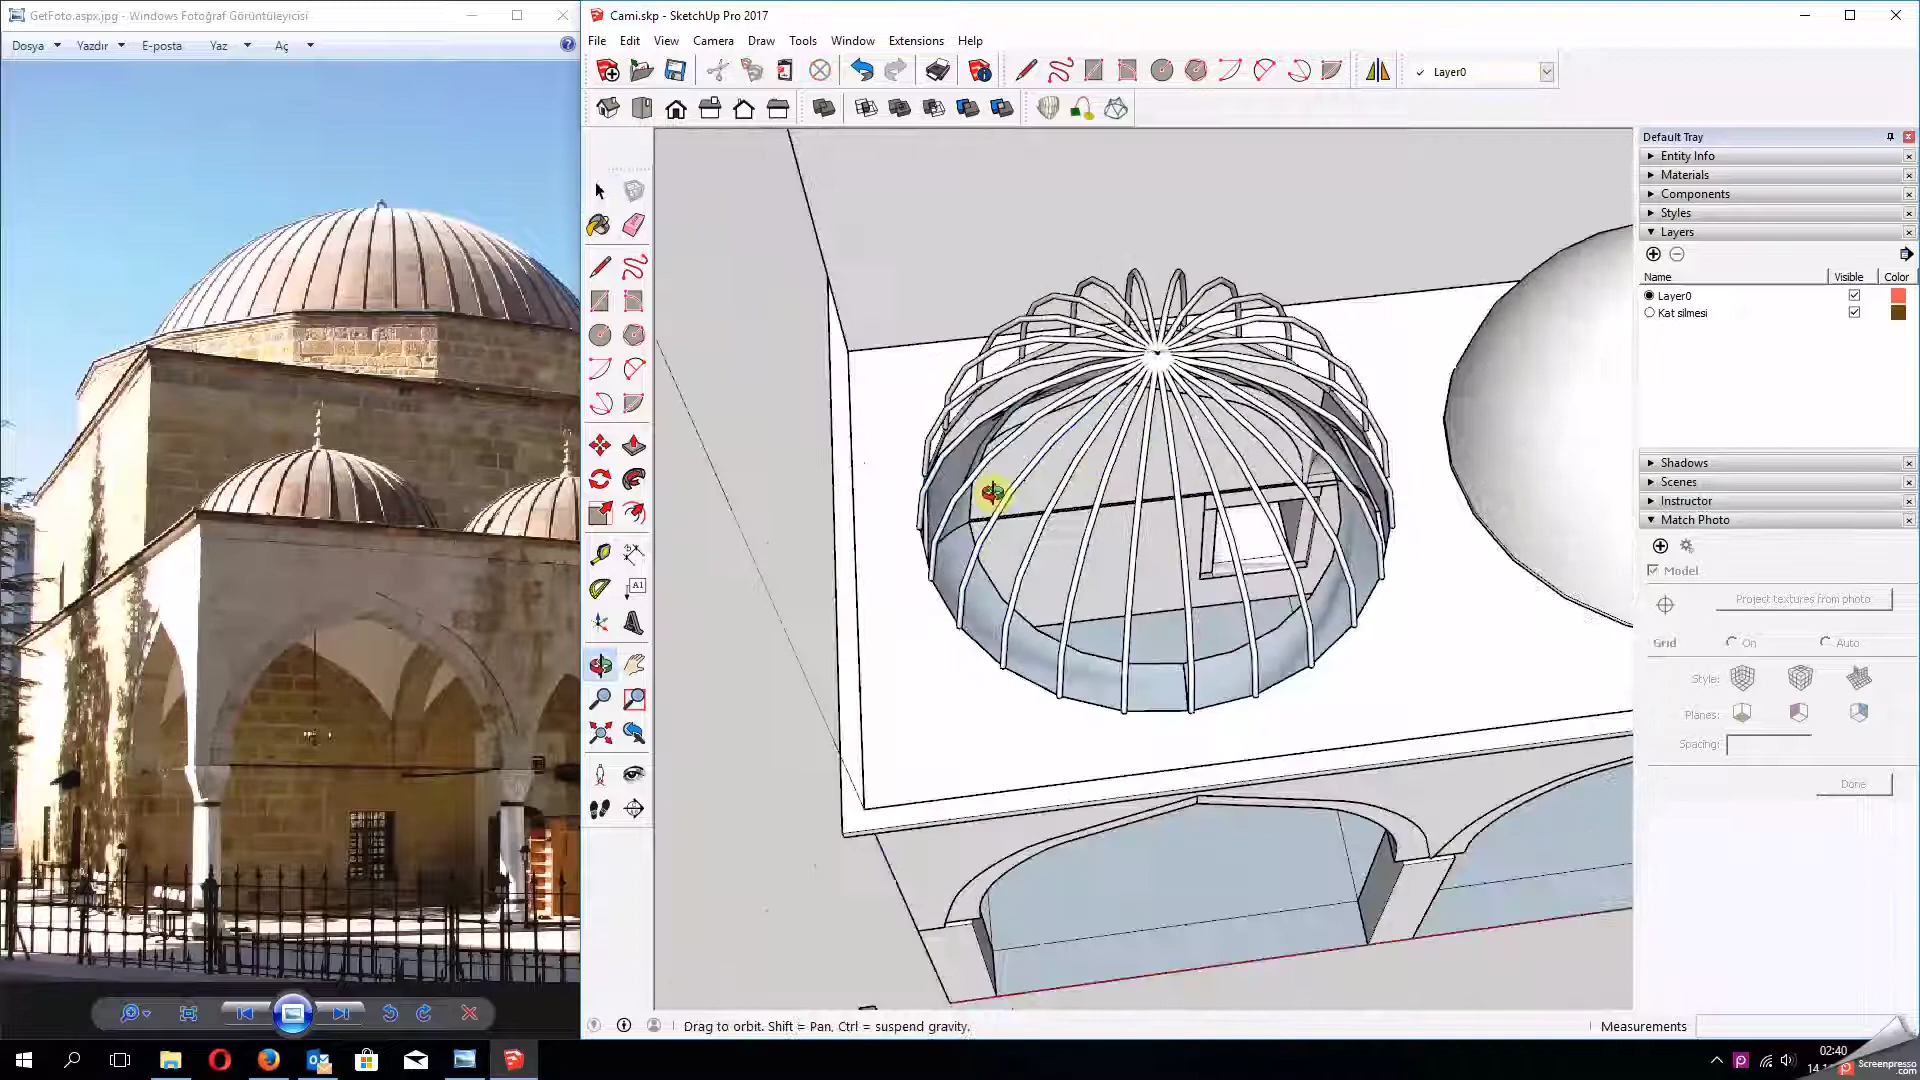 GetFoto.aspx.jpg - Windows Fotoğraf Görüntüleyicisi
Dosya Yazdır E-posta Yaz Aç
Cami.skp - SketchUp Pro 2017
File Edit View Camera Draw Tools Window Extensions Help
Layer0
Default Tray
Entity Info
Materials
Components
Styles
Layers
Name Visible Color
Layer0
Kat silmesi
Shadows
Scenes
Instructor
Match Photo
Model
Project textures from photo
Grid On Auto
Style:
Planes:
Spacing:
Done
A1
Drag to orbit. Shift = Pan, Ctrl = suspend gravity.
Measurements
02:40
Screenpresso
.com